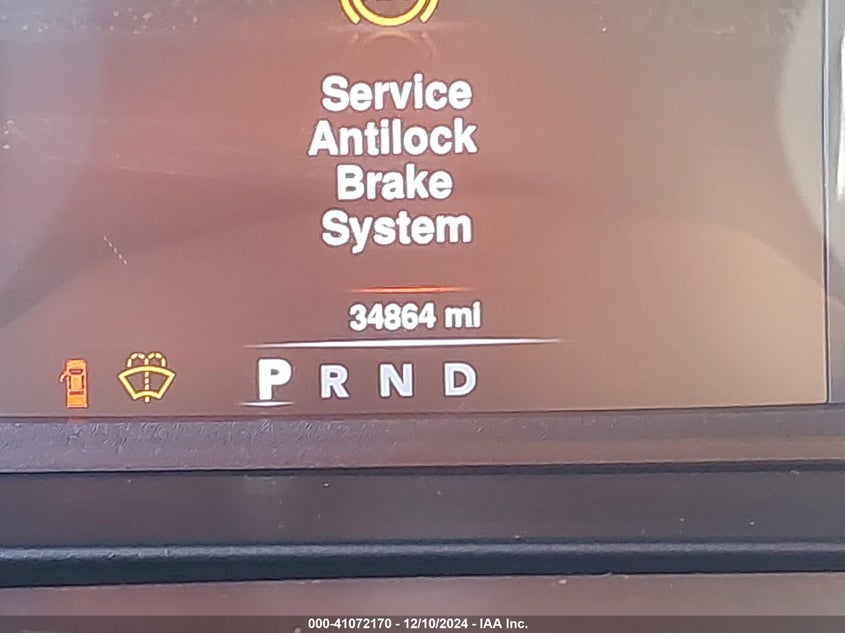 Service
Antilock
Brake
System
34864 mi
P R N D
000-41072170 - 12/10/2024 - IAA Inc.